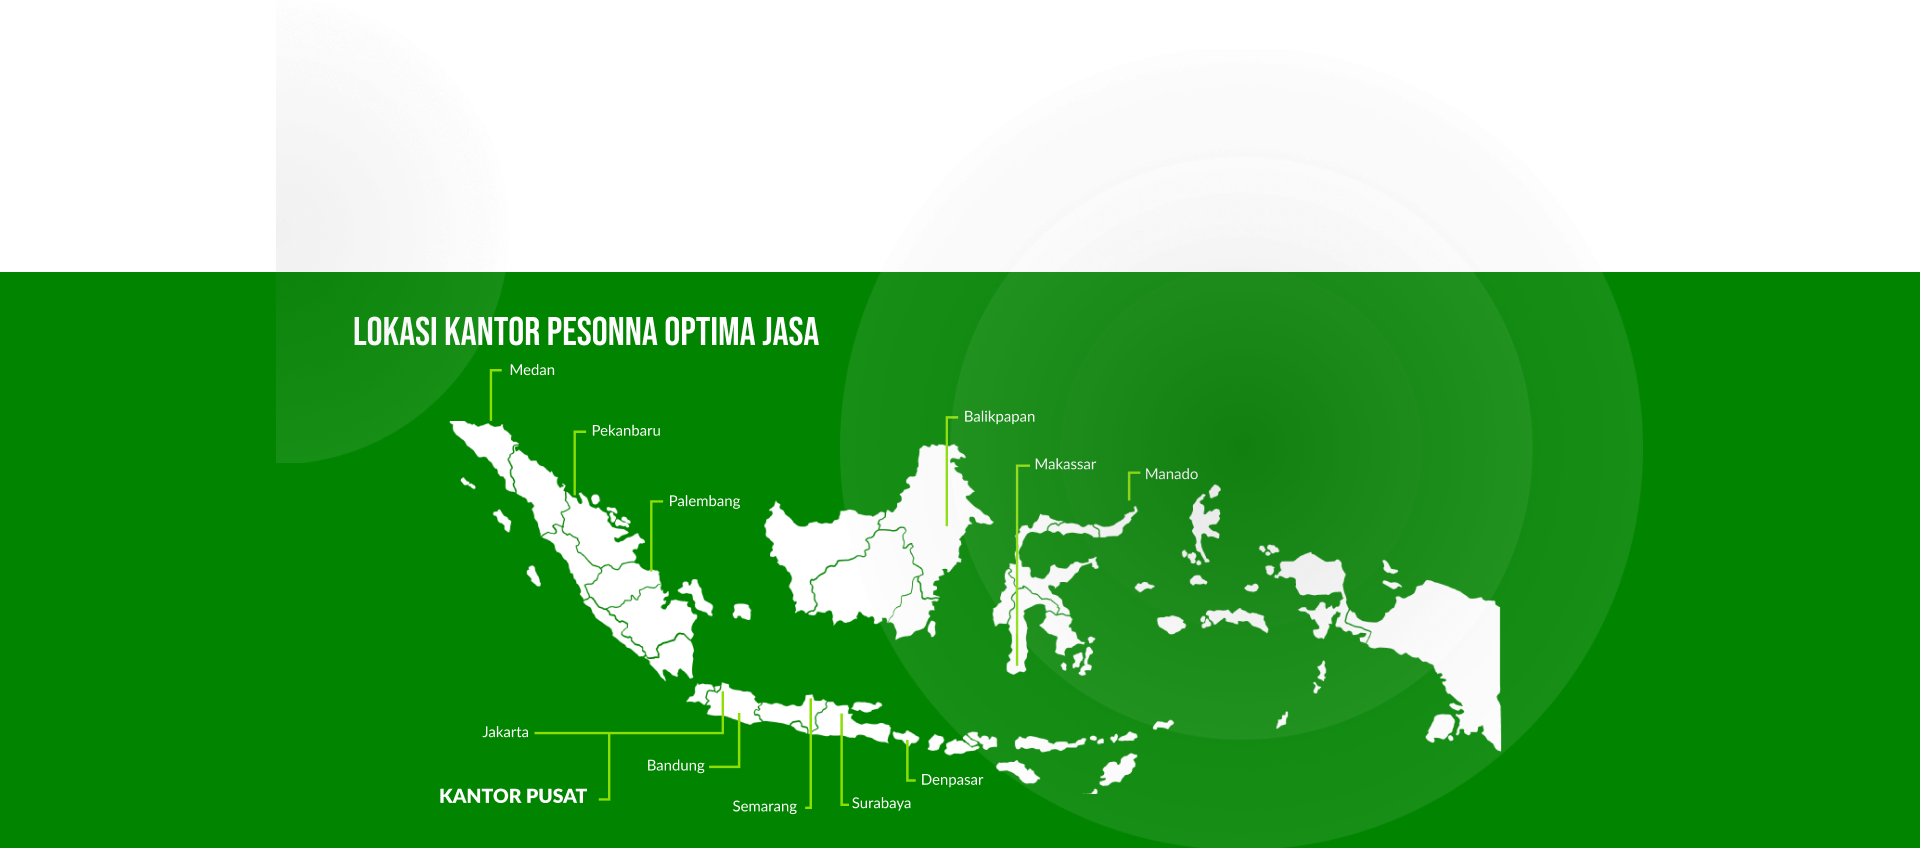 LOKASI KANTOR PESONNA OPTIMA JASA
Medan
Balikpapan
Pekanbaru
Makassar
Manado
Palembang
Jakarta
Bandung
Denpasar
KANTOR PUSAT
Semarang
Surabaya